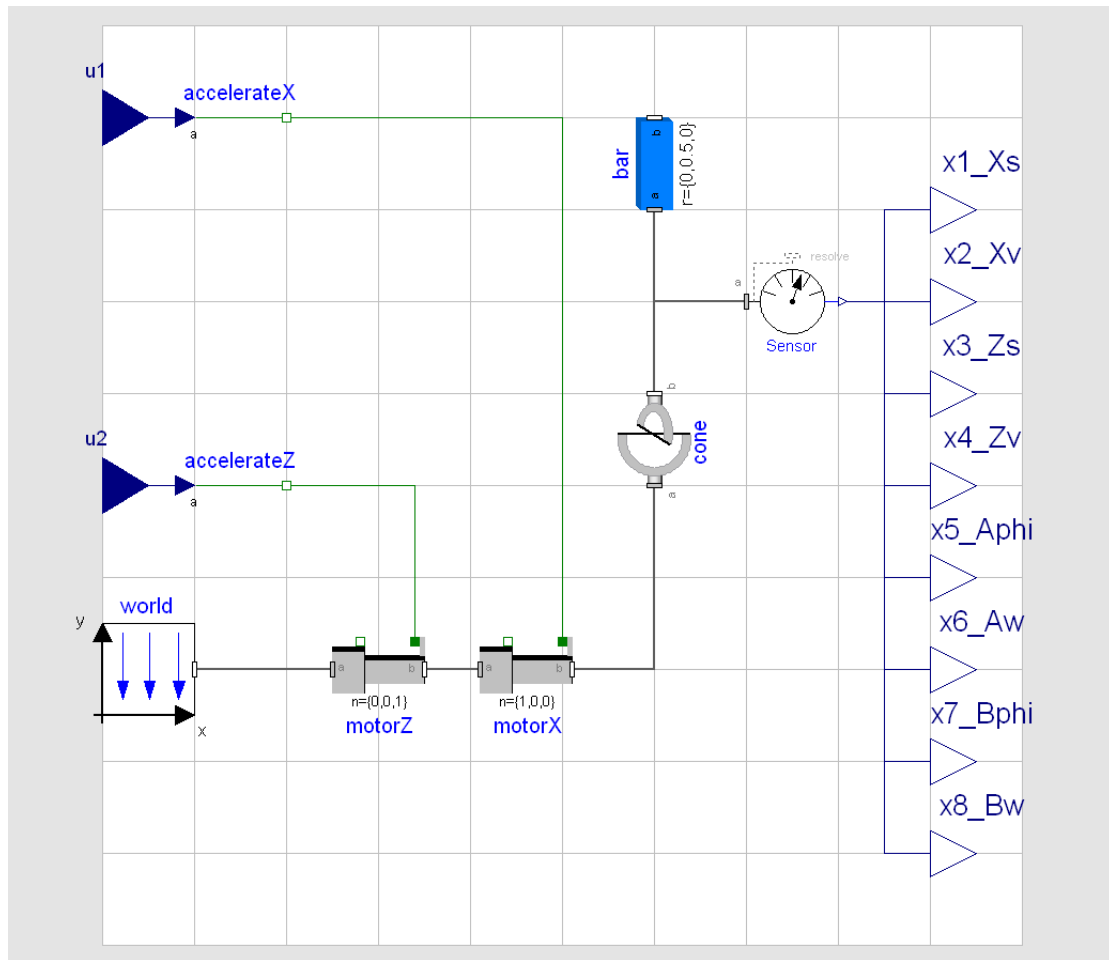 u1
accelerateX
a
b
bar
a
r={0,0.5,0}
x1_Xs
x2_Xv
resolve
a
Sensor
x3_Zs
b
cone
a
x4_Zv
u2
accelerateZ
a
x5_Aphi
world
y
x
x6_Aw
a
b
n={0,0,1}
motorZ
a
b
n={1,0,0}
motorX
x7_Bphi
x8_Bw